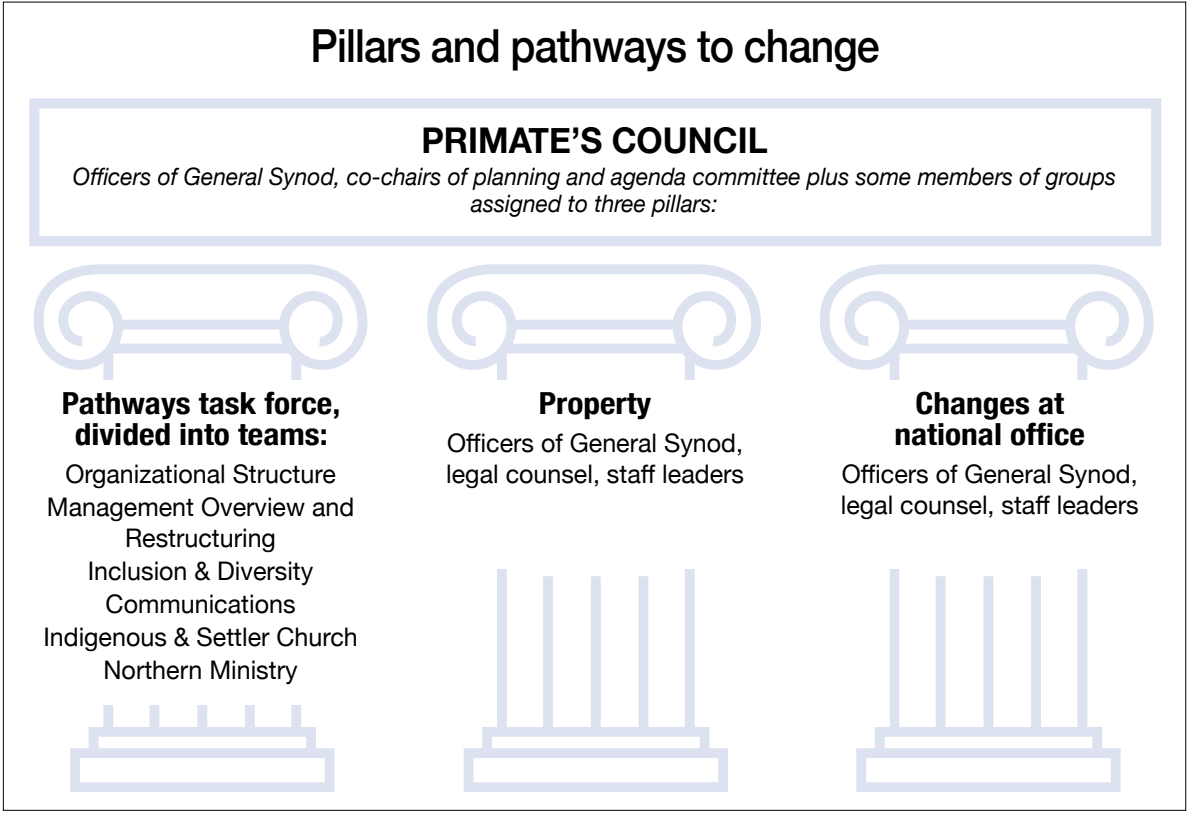 Pillars and pathways to change
PRIMATE’S COUNCIL
Officers of General Synod, co-chairs of planning and agenda committee plus some members of groups
assigned to three pillars:
Pathways task force,
divided into teams:
Organizational Structure
Management Overview and
Restructuring
Inclusion & Diversity
Communications
Indigenous & Settler Church
Northern Ministry
Property
Officers of General Synod,
legal counsel, staff leaders
Changes at
national office
Officers of General Synod,
legal counsel, staff leaders